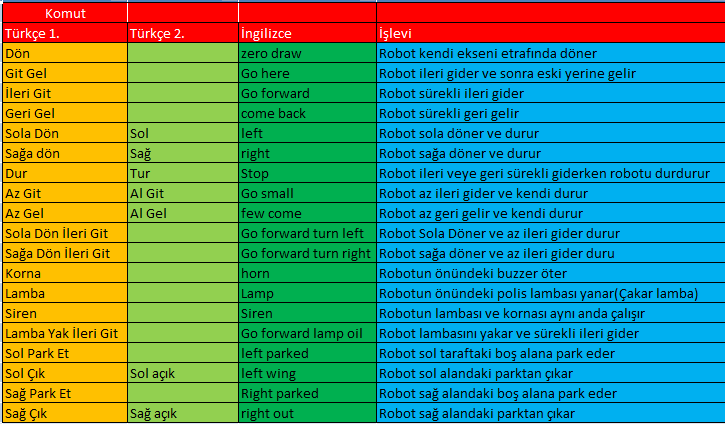 Komut
Türkçe 1. Türkçe 2. İngilizce İşlevi
Dön zero draw Robot kendi ekseni etrafında döner
Git Gel Go here Robot ileri gider ve sonra eski yerine gelir
İleri Git Go forward Robot sürekli ileri gider
Geri Gel come back Robot sürekli geri gelir
Sola Dön Sol left Robot sola döner ve durur
Sağa dön Sağ right Robot sağa döner ve durur
Dur Tur Stop Robot ileri veye geri sürekli giderken robotu durdurur
Az Git Al Git Go small Robot az ileri gider ve kendi durur
Az Gel Al Gel few come Robot az geri gelir ve kendi durur
Sola Dön İleri Git Go forward turn left Robot Sola Döner ve az ileri gider durur
Sağa Dön İleri Git Go forward turn right Robot sağa döner ve az ileri gider duru
Korna horn Robotun önündeki buzzer öter
Lamba Lamp Robotun önündeki polis lambası yanar(Çakar lamba)
Siren Siren Robotun lambası ve kornası aynı anda çalışır
Lamba Yak İleri Git Go forward lamp oil Robot lambasını yakar ve sürekli ileri gider
Sol Park Et left parked Robot sol taraftaki boş alana park eder
Sol Çık Sol açık left wing Robot sol alandaki parktan çıkar
Sağ Park Et Right parked Robot sağ alandaki boş alana park eder
Sağ Çık Sağ açık right out Robot sağ alandaki parktan çıkar